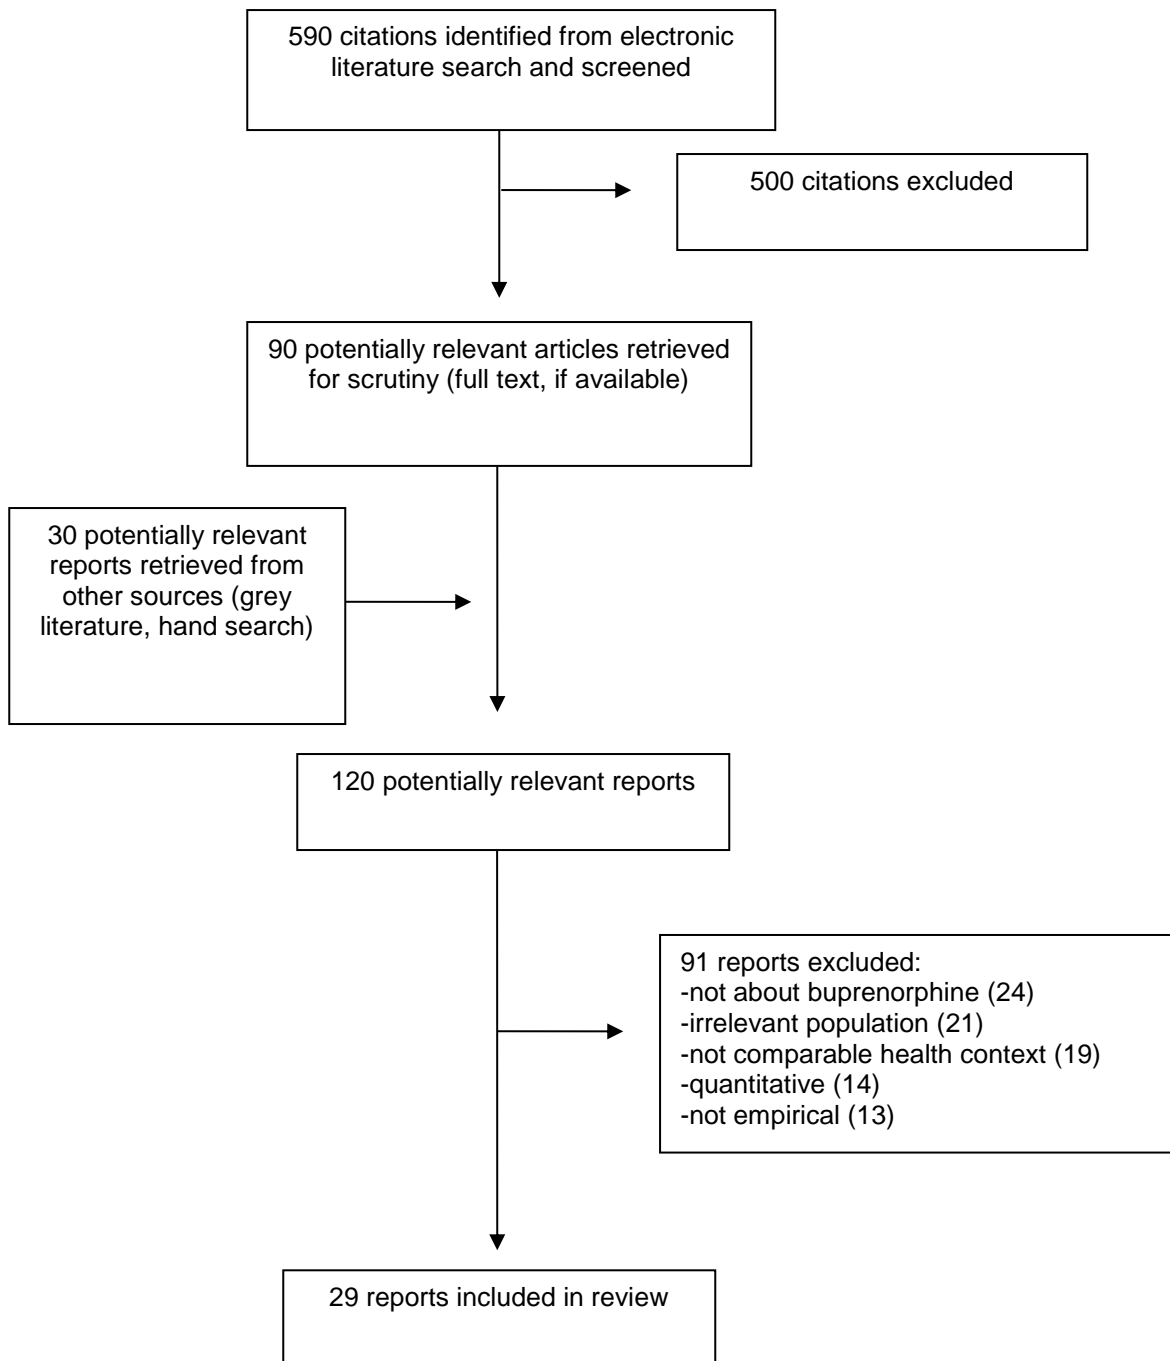 590 citations identified from electronic
literature search and screened
500 citations excluded
90 potentially relevant articles retrieved
for scrutiny (full text, if available)
30 potentially relevant
reports retrieved from
other sources (grey
literature, hand search)
120 potentially relevant reports
91 reports excluded:
-not about buprenorphine (24)
-irrelevant population (21)
-not comparable health context (19)
-quantitative (14)
-not empirical (13)
29 reports included in review